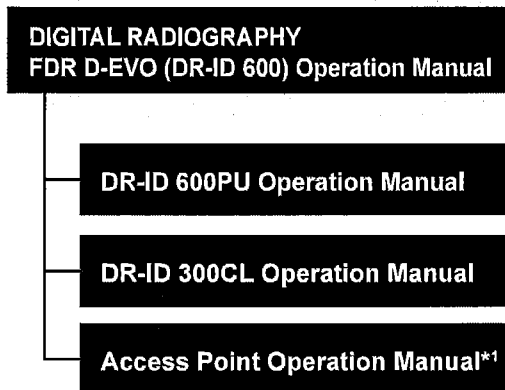 DIGITAL RADIOGRAPHY
FDR D-EVO (DR-ID 600) Operation Manual
DR-ID 600PU Operation Manual
DR-ID 300CL Operation Manual
Access Point Operation Manual*1